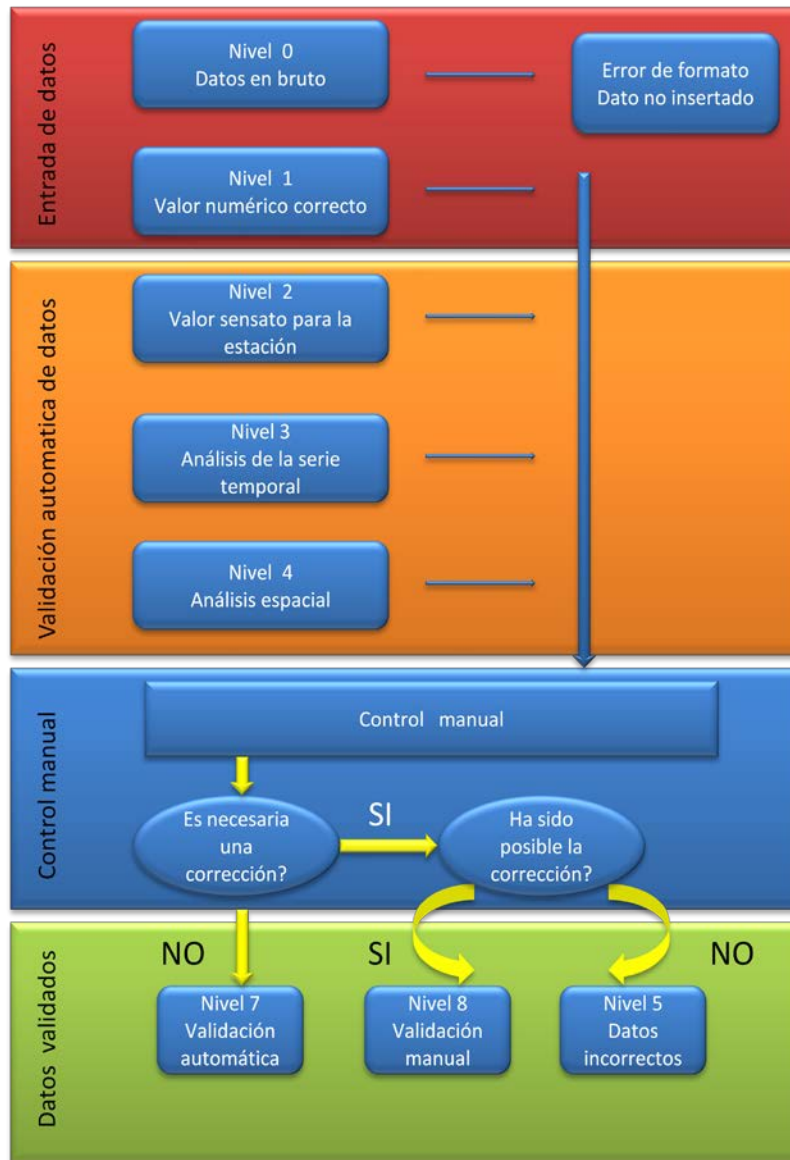 Entrada de datos
Nivel 0
Datos en bruto
Error de formato
Dato no insertado
Nivel 1
Valor numérico correcto
Validación automatica de datos
Nivel 2
Valor sensato para la
estación
Nivel 3
Análisis de la serie
temporal
Nivel 4
Análisis espacial
Control manual
Control manual
Es necesaria
una
corrección?
SI
Ha sido
posible la
corrección?
Datos validados
NO
SI
NO
Nivel 7
Validación
automática
Nivel 8
Validación
manual
Nivel 5
Datos
incorrectos